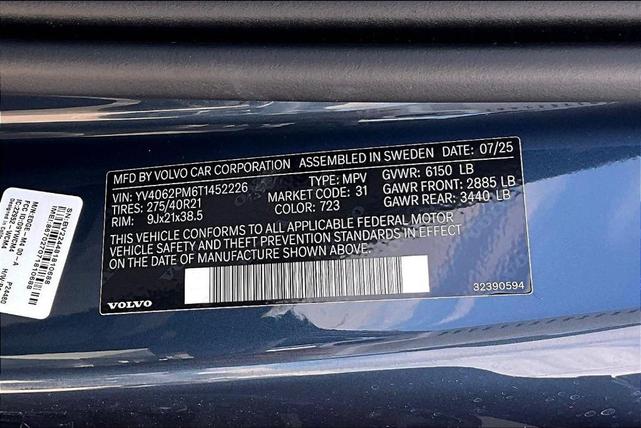 MFD BY VOLVO CAR CORPORATION ASSEMBLED IN SWEDEN DATE: 07/25
VIN: YV4062PM6T1452226 TYPE: MPV GVWR: 6150 LB
TIRES: 275/40R21 MARKET CODE: 31 GAWR FRONT: 2885 LB
RIM: 9Jx21x38.5 COLOR: 723 GAWR REAR: 3440 LB
THIS VEHICLE CONFORMS TO ALL APPLICABLE FEDERAL MOTOR
VEHICLE SAFETY AND THEFT PREVENTION STANDARDS IN EFFECT
ON THE DATE OF MANUFACTURE SHOWN ABOVE.
VOLVO 32390594